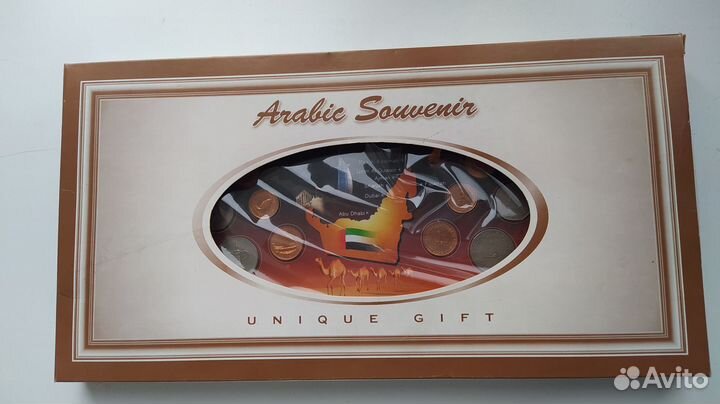 Arabic Souvenir
Dubai
Abu Dhabi
UNIQUE GIFT
Avito